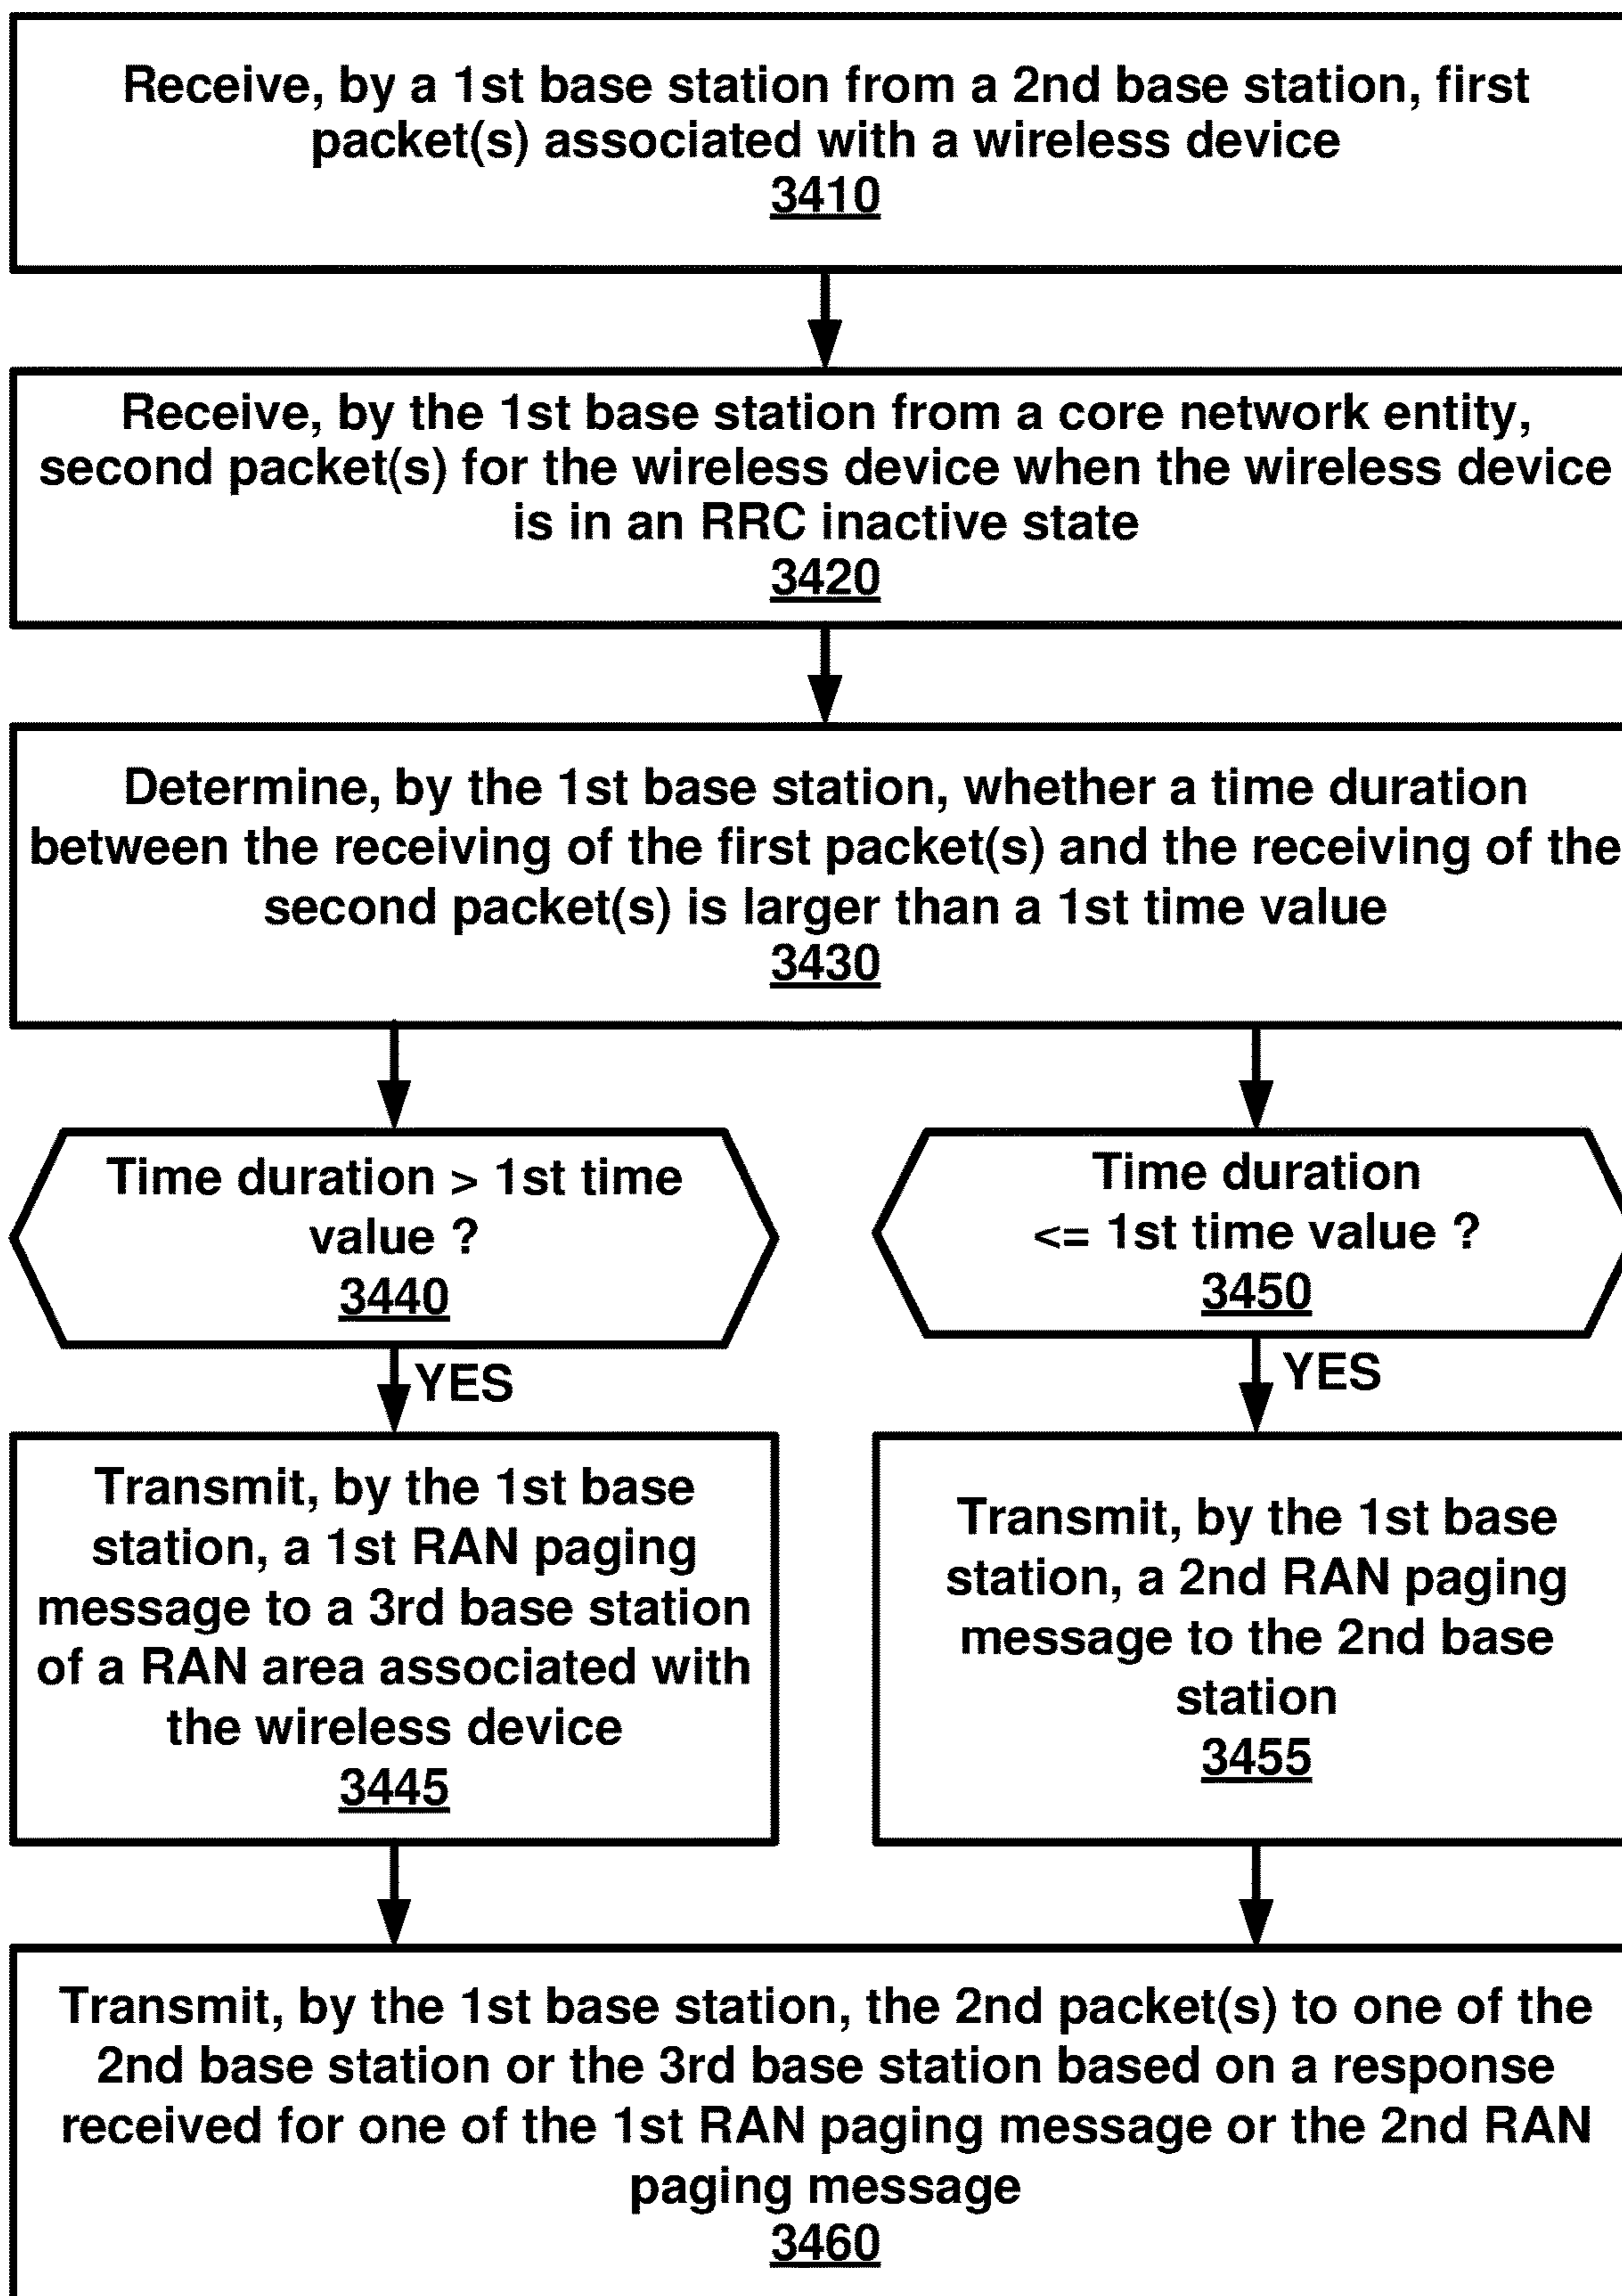 Receive, by a 1st base station from a 2nd base station, first
packet(s) associated with a wireless device
3410
Receive, by the 1st base station from a core network entity,
second packet(s) for the wireless device when the wireless device
is in an RRC inactive state
3420
Determine, by the 1st base station, whether a time duration
between the receiving of the first packet(s) and the receiving of the
second packet(s) is larger than a 1st time value
3430
Time duration > 1st time
value ?
3440
YES
Transmit, by the 1st base
station, a 1st RAN paging
message to a 3rd base station
of a RAN area associated with
the wireless device
3445
Time duration
<= 1st time value ?
3450
YES
Transmit, by the 1st base
station, a 2nd RAN paging
message to the 2nd base
station
3455
Transmit, by the 1st base station, the 2nd packet(s) to one of the
2nd base station or the 3rd base station based on a response
received for one of the 1st RAN paging message or the 2nd RAN
paging message
3460